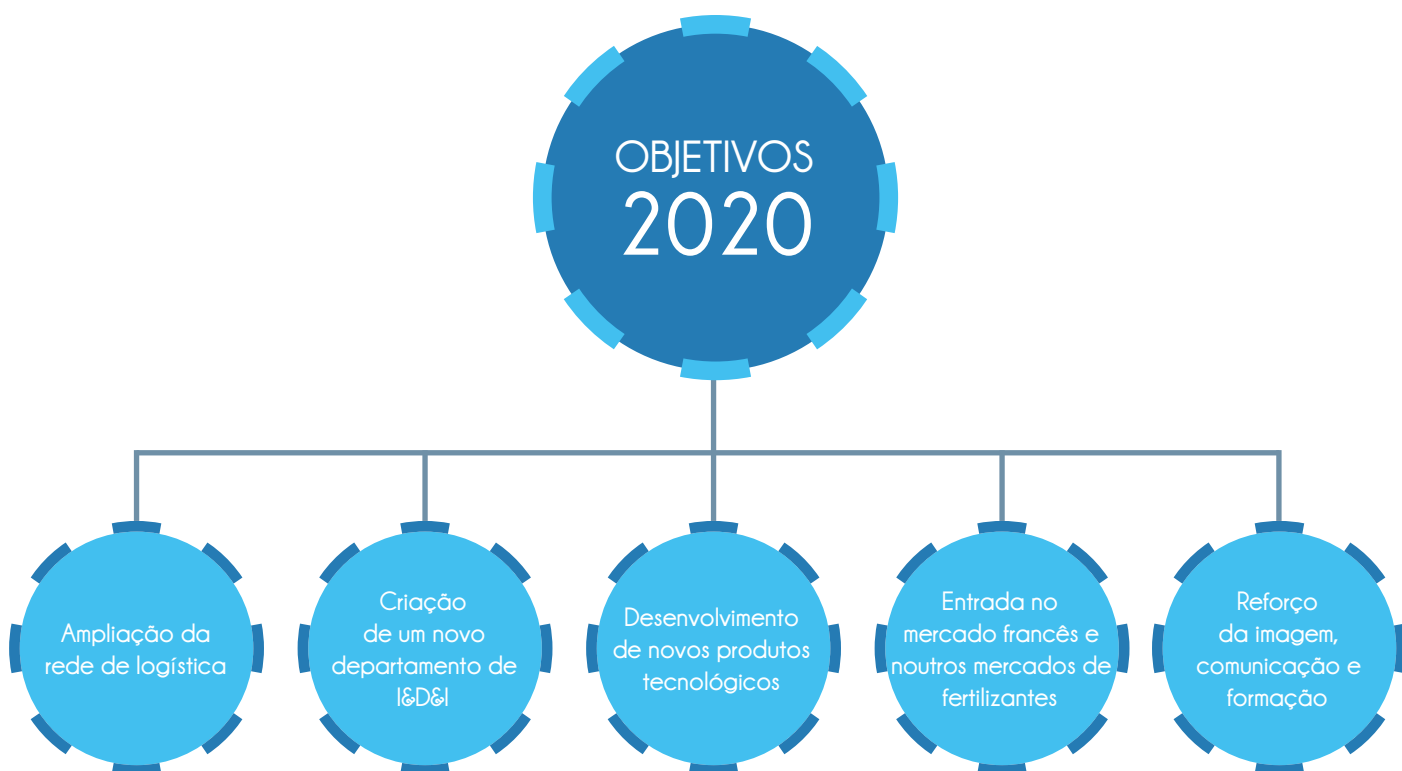 OBJETIVOS
2020
Ampliação da
rede de logística
Criação
de um novo
departamento de
I&D&I
Desenvolvimento
de novos produtos
tecnológicos
Entrada no
mercado francês e
noutros mercados de
fertilizantes
Reforço
da imagem,
comunicação e
formação